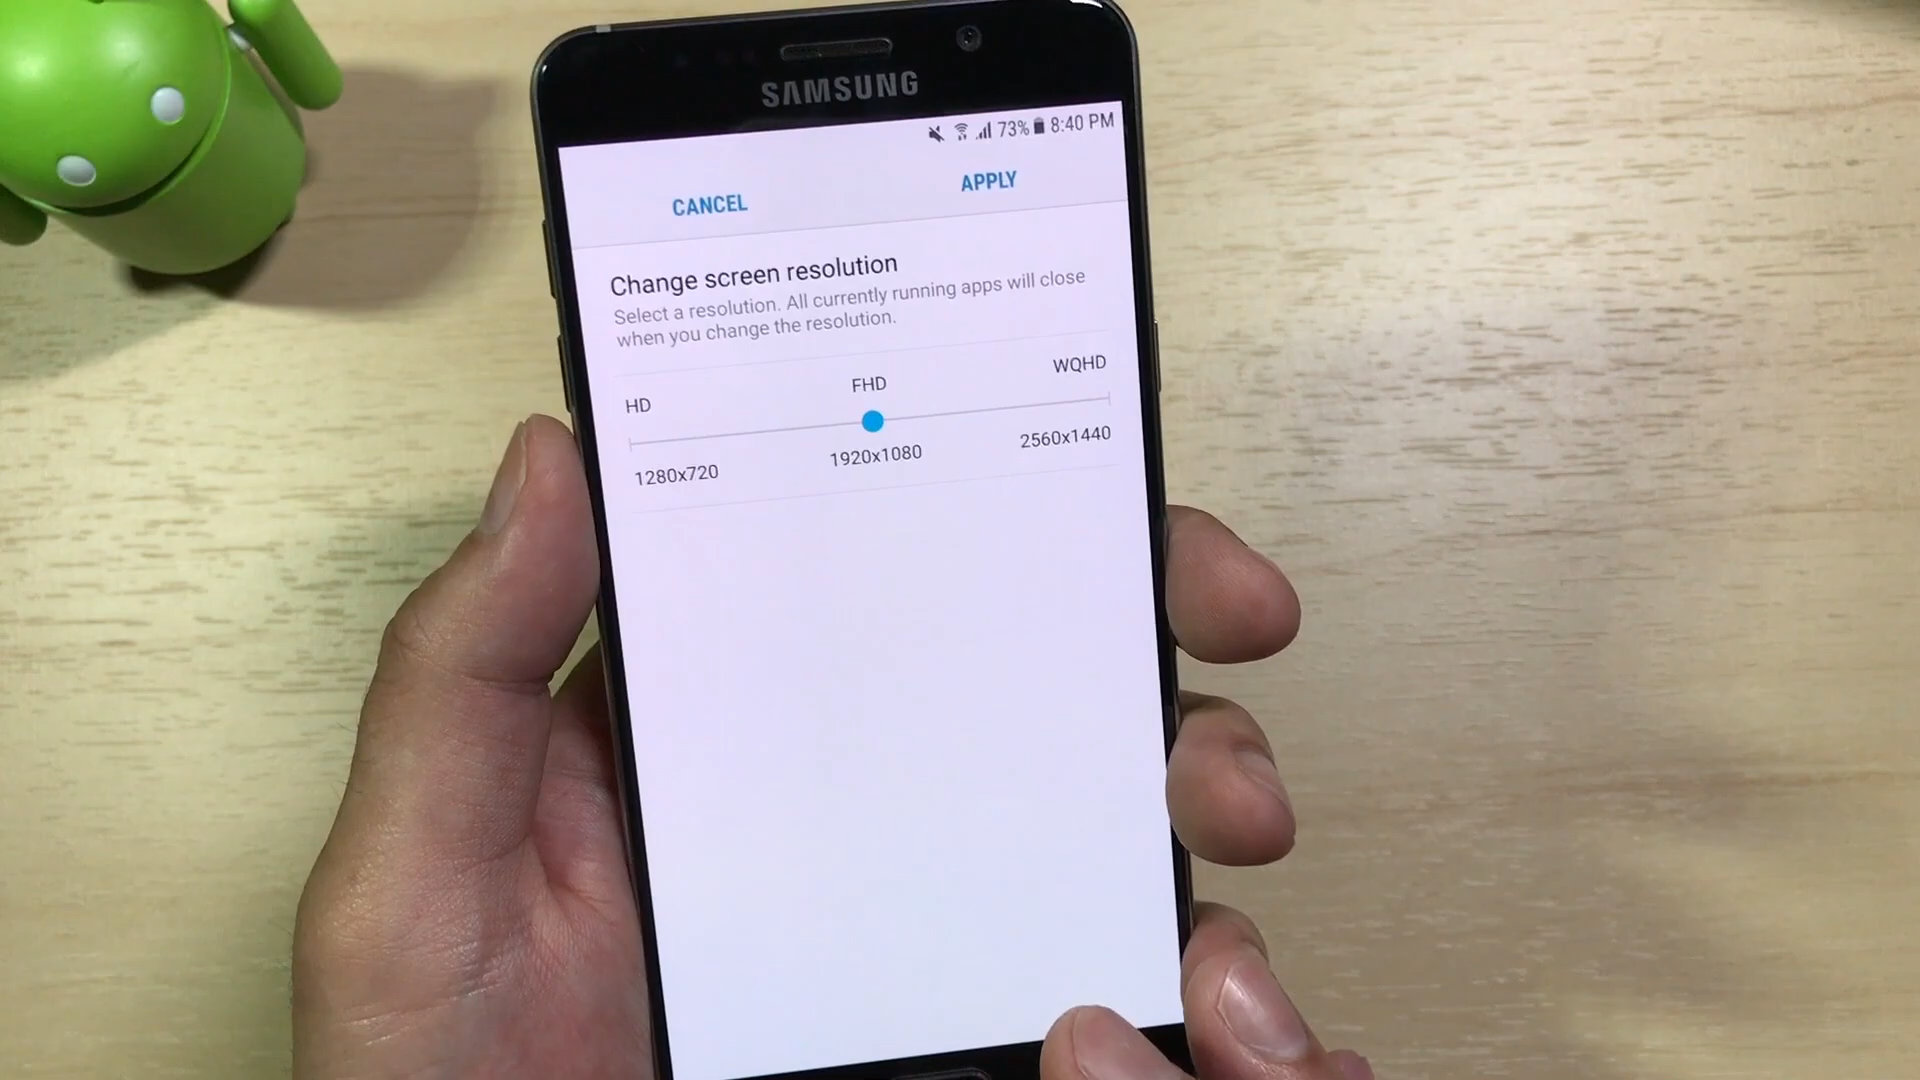 SAMSUNG
73% 8:40 PM
CANCEL APPLY
Change screen resolution
Select a resolution. All currently running apps will close
when you change the resolution.
HD FHD WQHD
1280x720 1920x1080 2560x1440